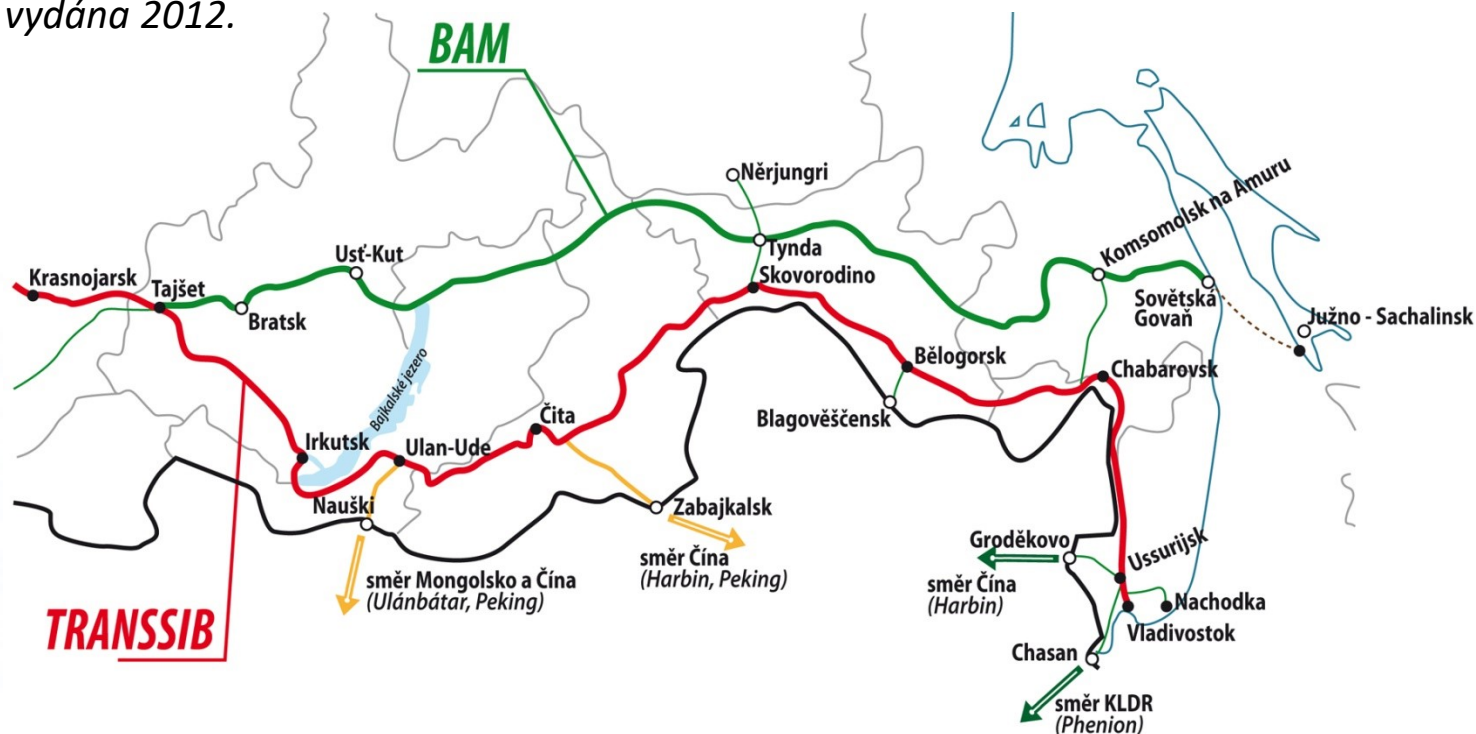 vydána 2012.
BAM
Něrjungri
Komsomolsk na Amuru
Usť-Kut
Tynda
Krasnojarsk
Tajšet
Skovorodino
Bratsk
Sovětská
Govaň
Južno - Sachalinsk
Bajkalské jezero
Bělogorsk
Chabarovsk
Blagověščensk
Čita
Irkutsk
Ulan-Ude
Nauški
Zabajkalsk
směr Mongolsko a Čína
(Ulánbátar, Peking)
směr Čína
(Harbin, Peking)
Groděkovo
směr Čína
(Harbin)
Ussurijsk
Nachodka
Vladivostok
TRANSSIB
Chasan
směr KLDR
(Phenion)